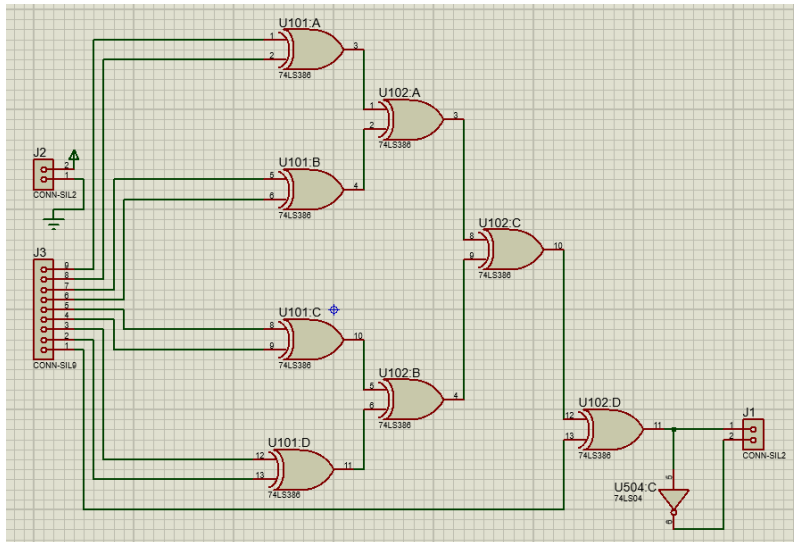 U101:A
1
2
3
74LS386
U102:A
1
2
3
74LS386
J2
2
1
CONN-SIL2
U101:B
5
6
4
74LS386
U102:C
8
9
10
74LS386
J3
9
8
7
6
5
4
3
2
1
CONN-SIL9
U101:C
8
9
10
74LS386
U102:B
5
6
4
74LS386
U102:D
12
13
11
74LS386
J1
1
2
CONN-SIL2
U101:D
12
13
11
74LS386
U504:C
74LS04
5
6